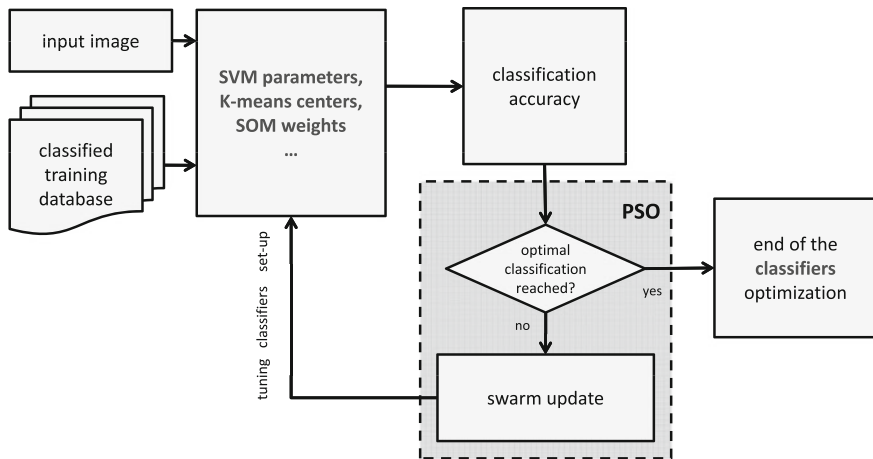 input image
classified
training
database
SVM parameters,
K-means centers,
SOM weights
...
classification
accuracy
PSO
optimal
classification
reached?
yes
no
swarm update
tuning classifiers set-up
end of the
classifiers
optimization